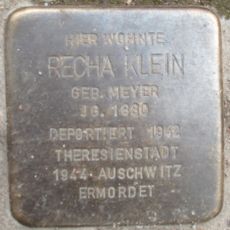 HIER WOHNTE
RECHA KLEIN
GEB. MEYER
JG. 1880
DEPORTIERT 1942
THERESIENSTADT
1944 AUSCHWITZ
ERMORDET